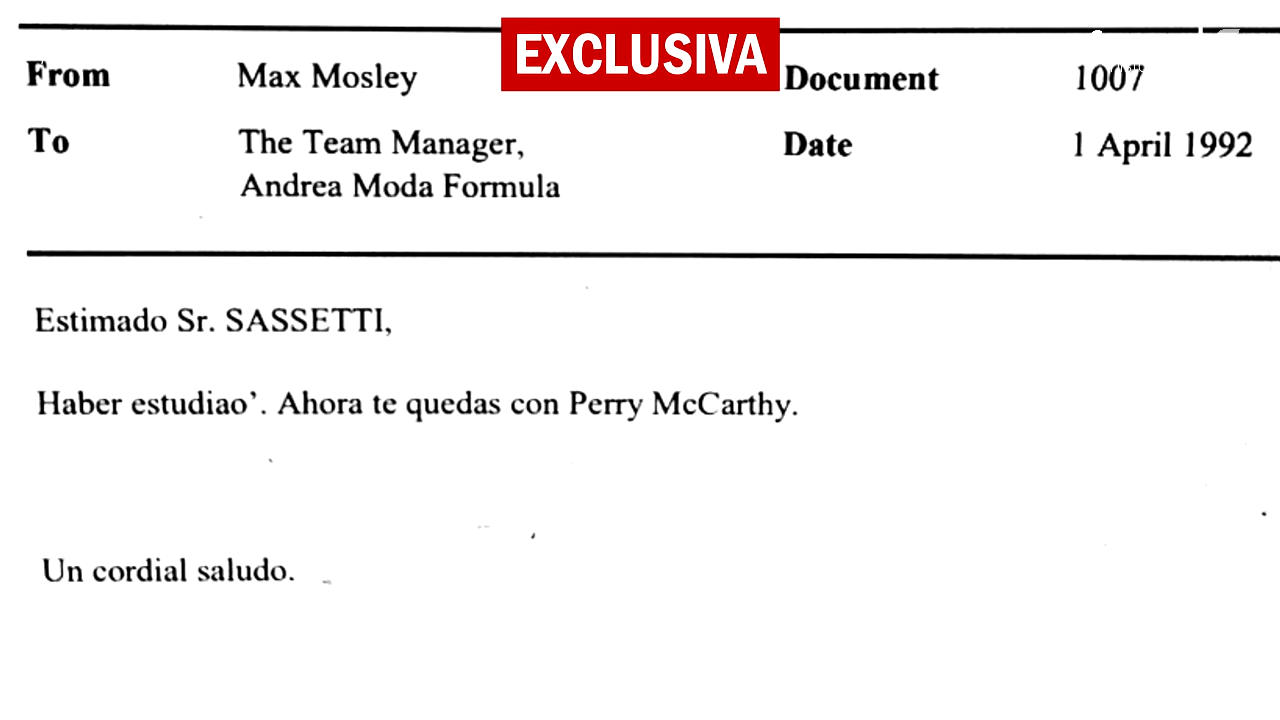 EXCLUSIVA
From Max Mosley Document 1007
To The Team Manager, Date 1 April 1992
Andrea Moda Formula
Estimado Sr. SASSETTI,
Haber estudiao’. Ahora te quedas con Perry McCarthy.
Un cordial saludo.